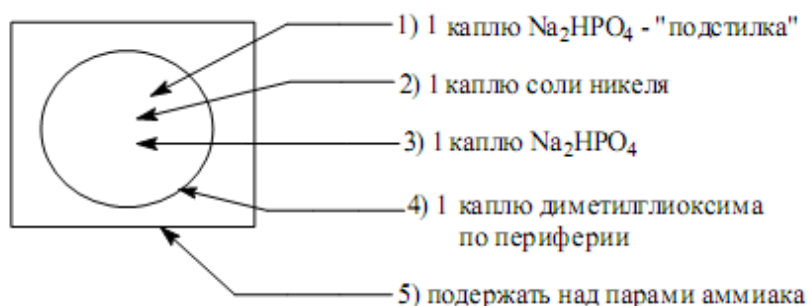 1) 1 каплю Na₂HPO₄ - "подстилка"
2) 1 каплю соли никеля
3) 1 каплю Na₂HPO₄
4) 1 каплю диметилглиоксима
по периферии
5) подержать над парами аммиака